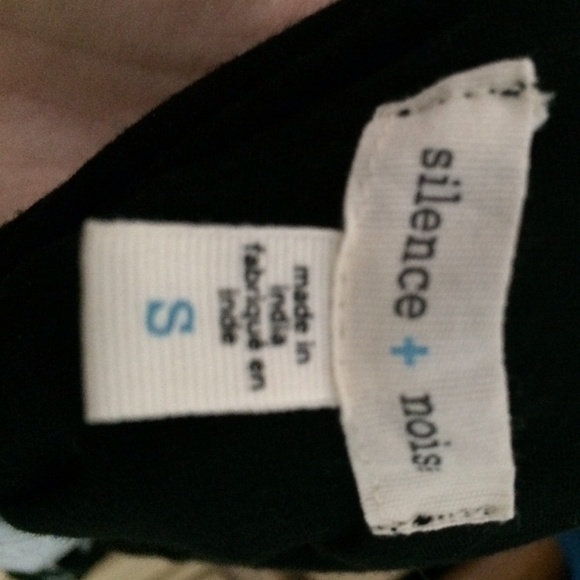 silence + nois
made in
india
fabriqué en
inde
S